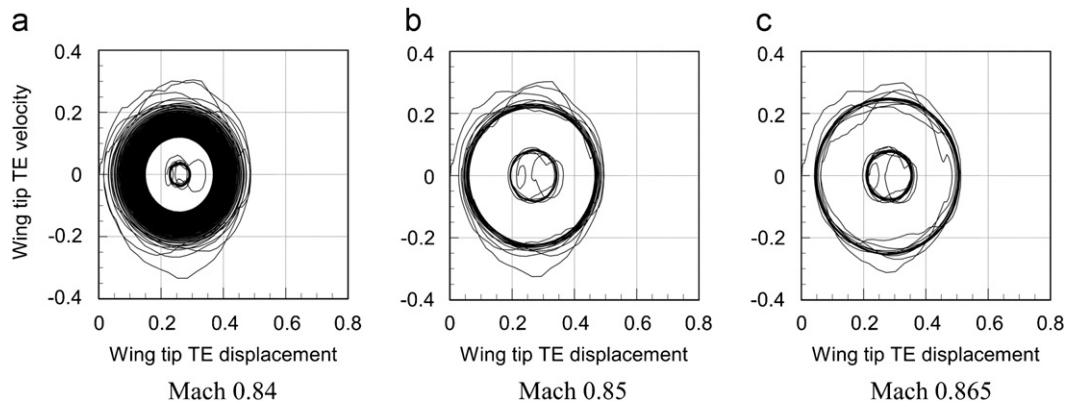 a b c
0.4 0.4 0.4
0.2 0.2 0.2
0 0 0
-0.2 -0.2 -0.2
-0.4 -0.4 -0.4
Wing tip TE velocity
0 0.2 0.4 0.6 0.8 0 0.2 0.4 0.6 0.8 0 0.2 0.4 0.6 0.8
Wing tip TE displacement Wing tip TE displacement Wing tip TE displacement
Mach 0.84 Mach 0.85 Mach 0.865